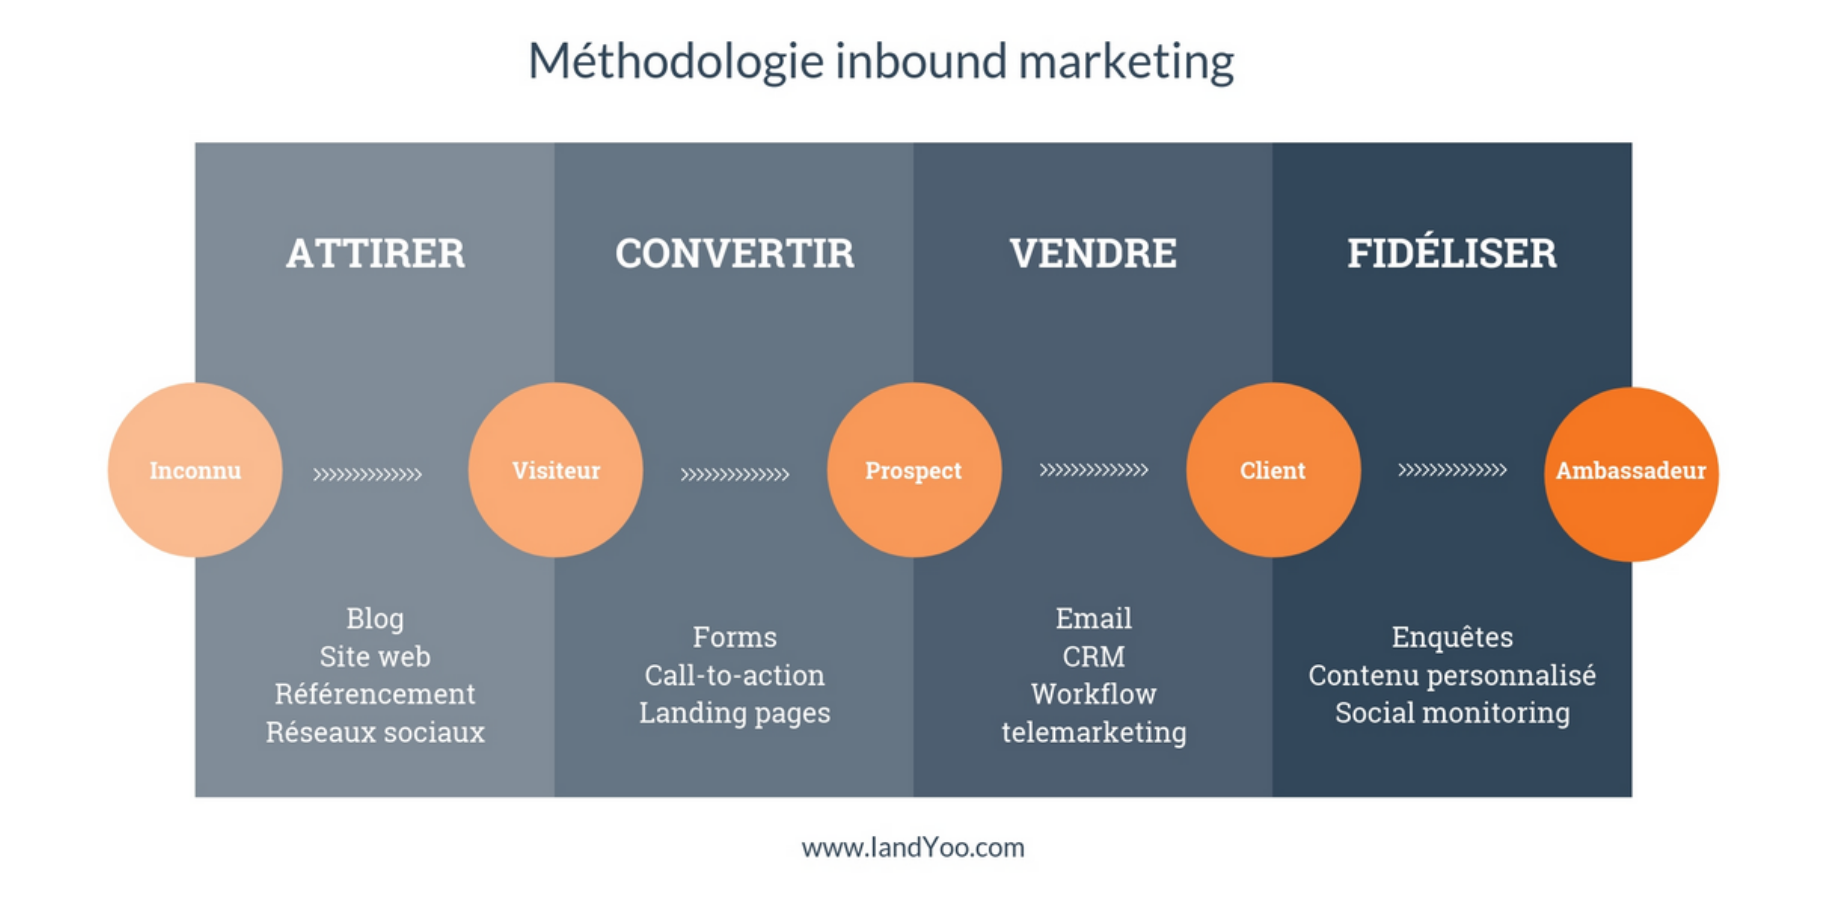 Méthodologie inbound marketing
ATTIRER
CONVERTIR
VENDRE
FIDÉLISER
Inconnu
Visiteur
Prospect
Client
Ambassadeur
Blog
Site web
Référencement
Réseaux sociaux
Forms
Call-to-action
Landing pages
Email
CRM
Workflow
telemarketing
Enquêtes
Contenu personnalisé
Social monitoring
www.IandYoo.com